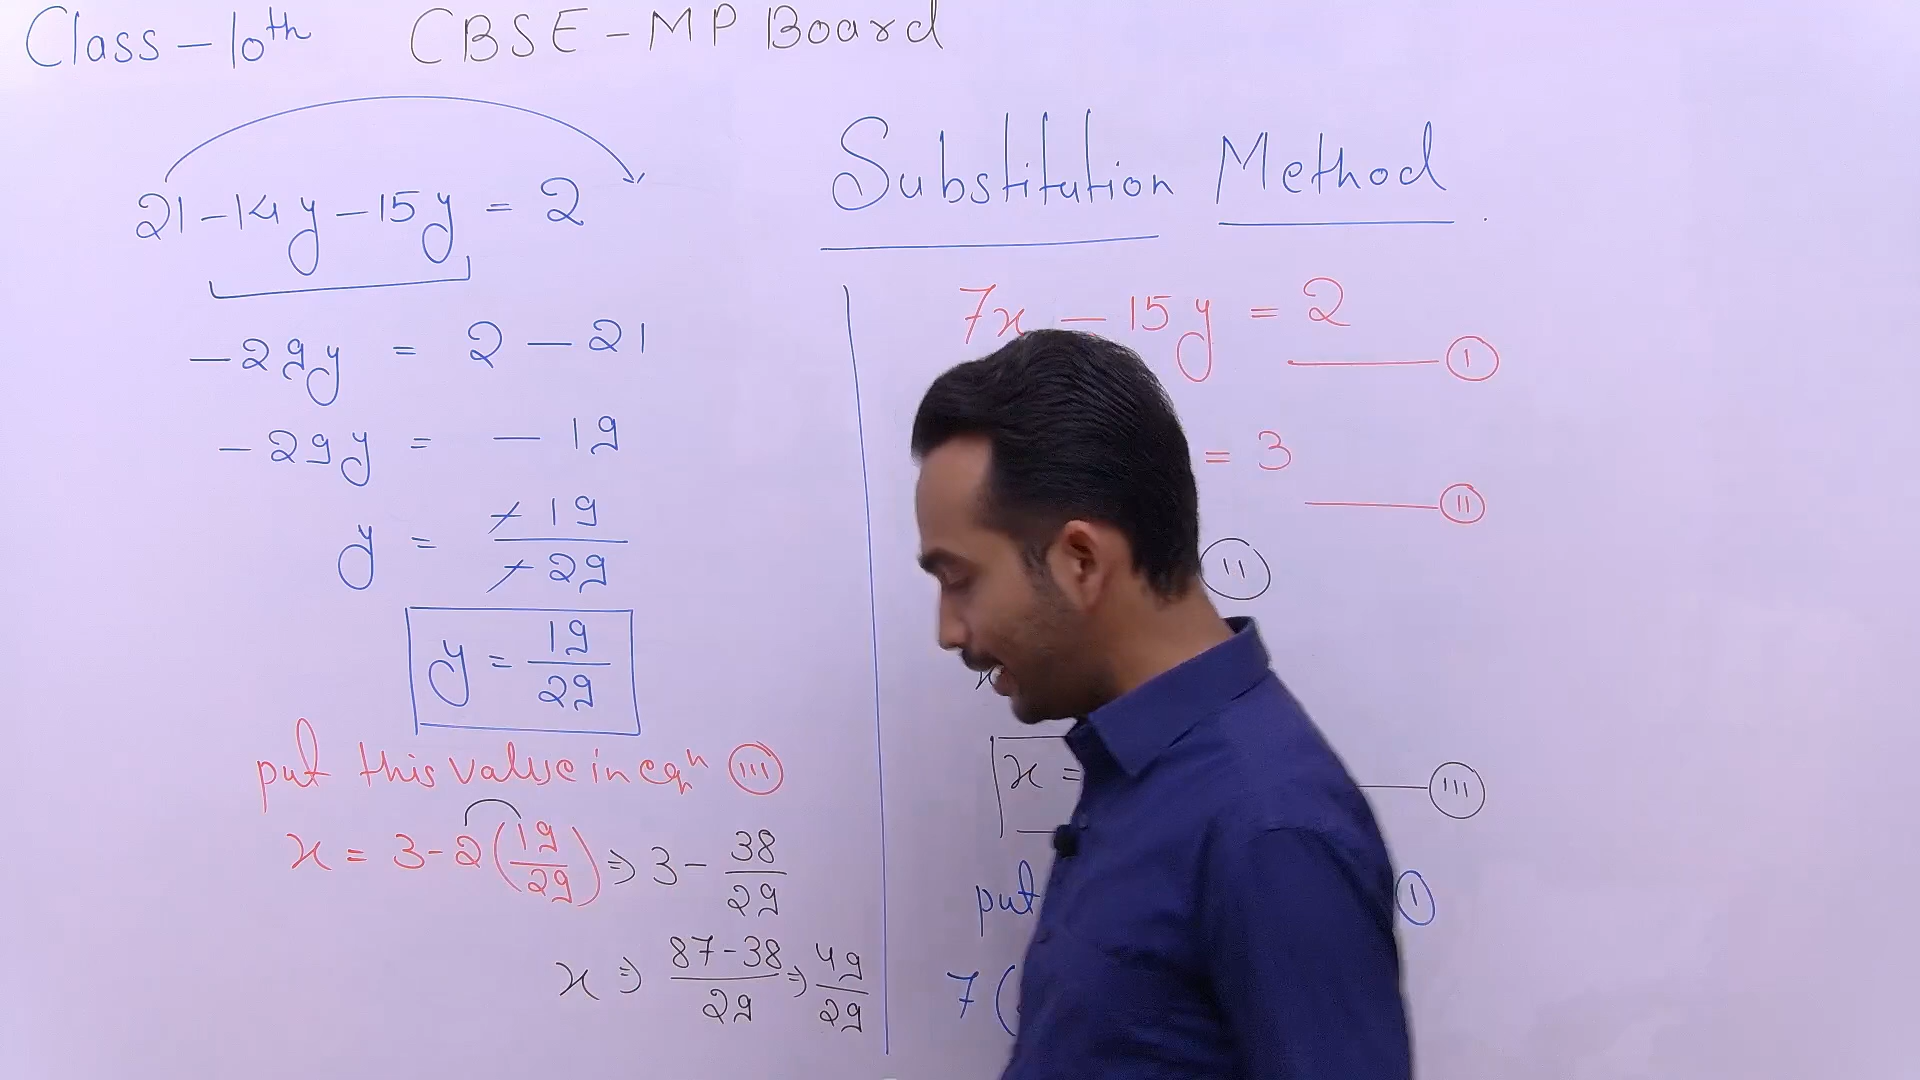 Class - 10th CBSE - MP Board
21 - 14y - 15y = 2
-29y = 2 - 21
-29y = -19
y = -19/-29
y = 19/29
put this value in eqn III
x = 3 - 2 (19/29) ⇒ 3 - 38/29
x ⇒ 87-38/29 ⇒ 49/29
Substitution Method
7x - 15y = 2 — I
= 3 — II
II
x
x = — III
put I
7(